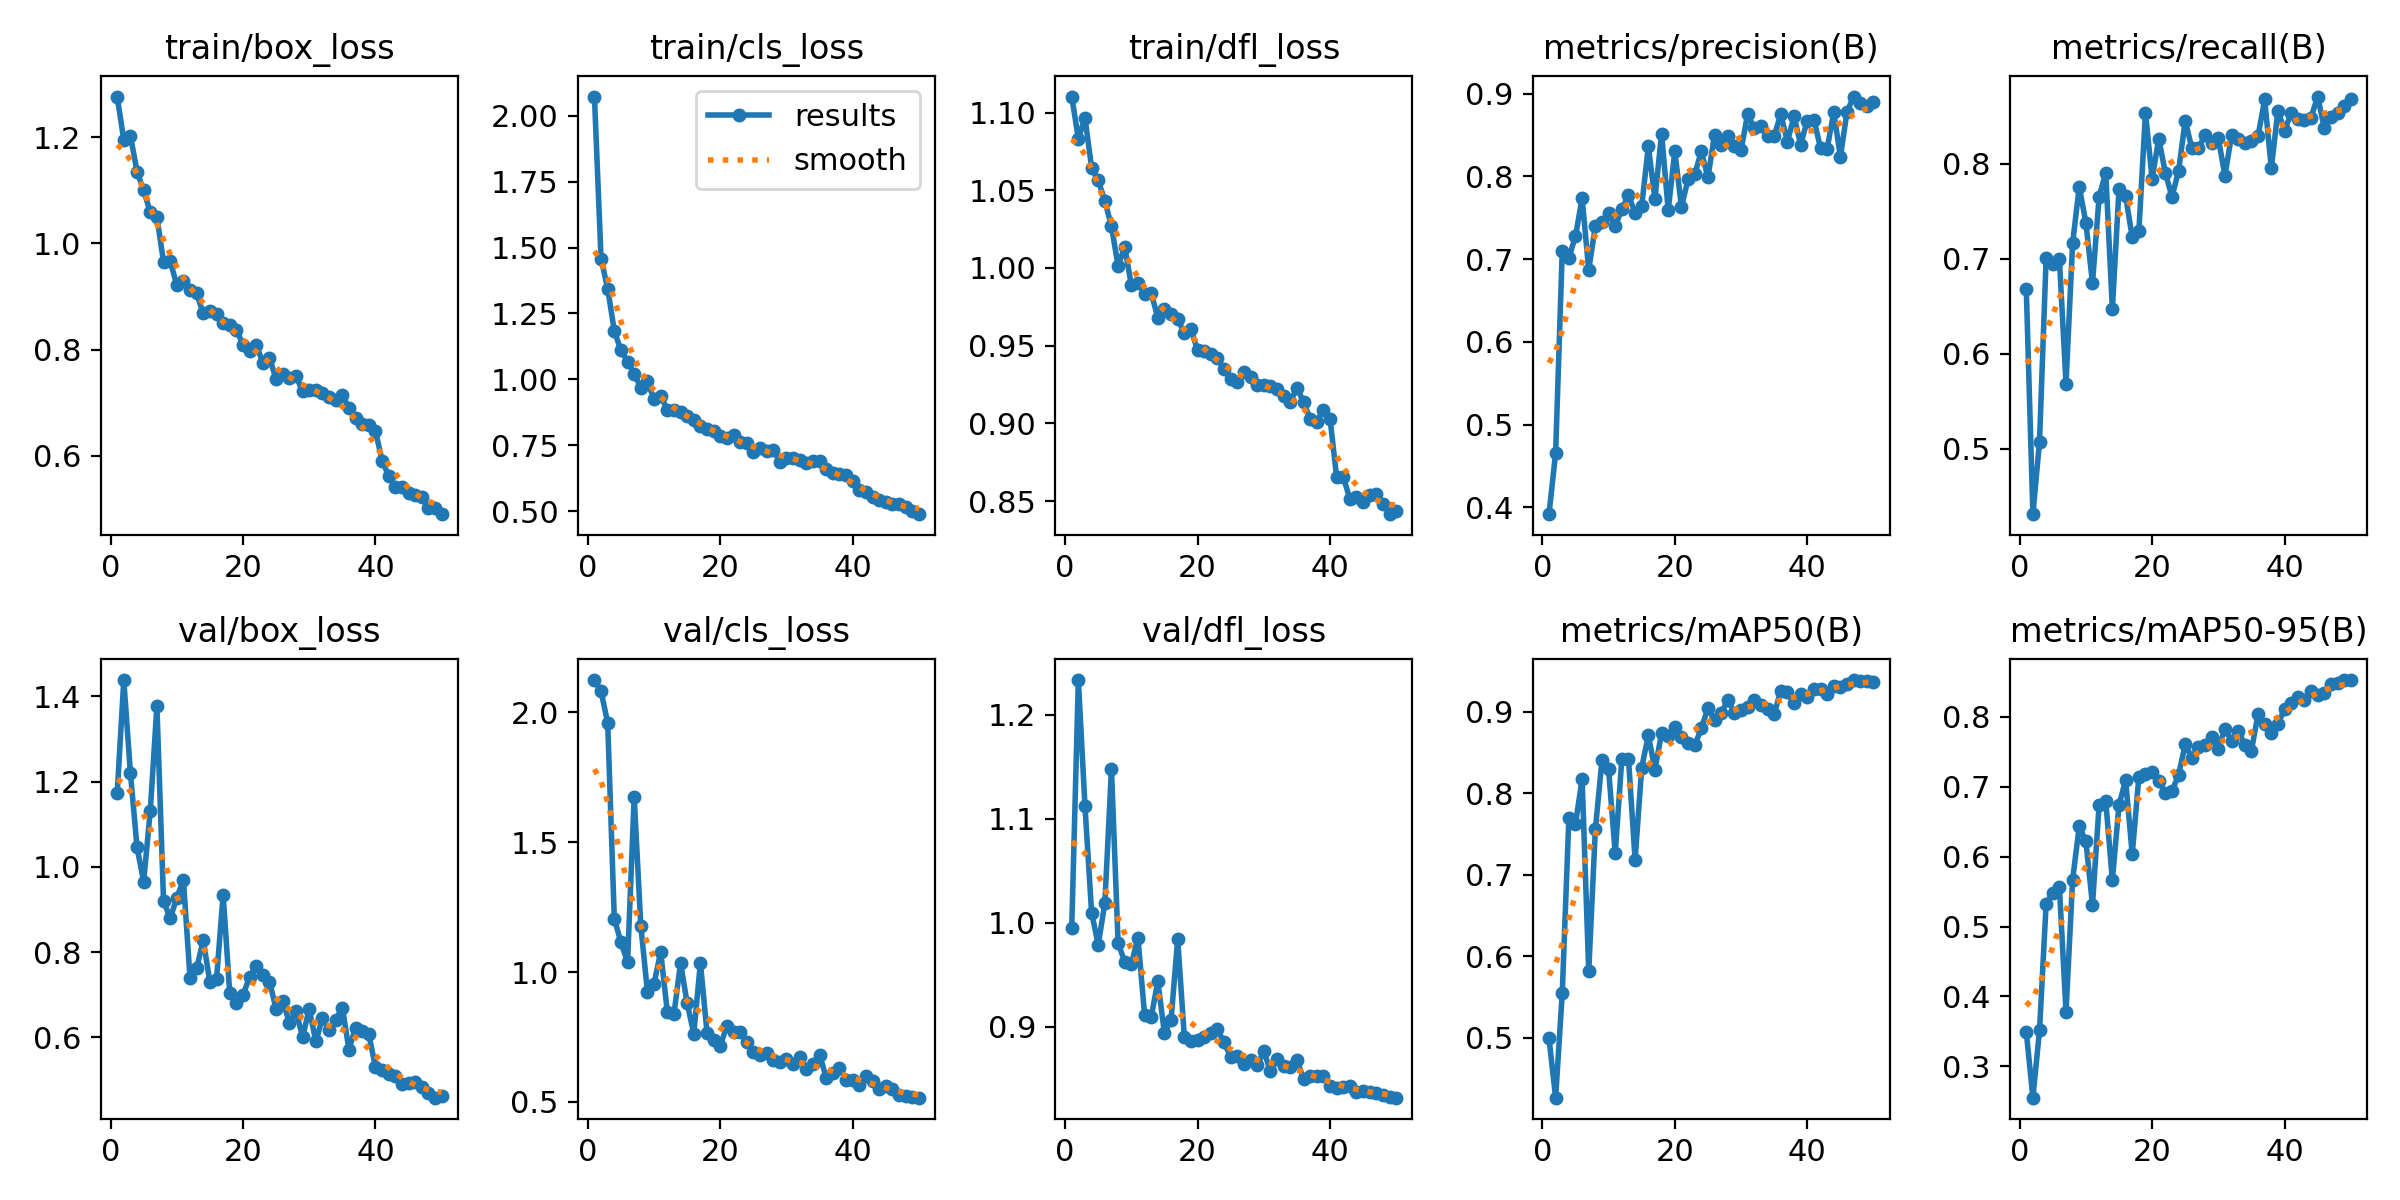 train/box_loss
1.2
1.0
0.8
0.6
0 20 40
train/cls_loss
results
smooth
2.00
1.75
1.50
1.25
1.00
0.75
0.50
0 20 40
train/dfl_loss
1.10
1.05
1.00
0.95
0.90
0.85
0 20 40
metrics/precision(B)
0.9
0.8
0.7
0.6
0.5
0.4
0 20 40
metrics/recall(B)
0.8
0.7
0.6
0.5
0 20 40
val/box_loss
1.4
1.2
1.0
0.8
0.6
0 20 40
val/cls_loss
2.0
1.5
1.0
0.5
0 20 40
val/dfl_loss
1.2
1.1
1.0
0.9
0 20 40
metrics/mAP50(B)
0.9
0.8
0.7
0.6
0.5
0 20 40
metrics/mAP50-95(B)
0.8
0.7
0.6
0.5
0.4
0.3
0 20 40